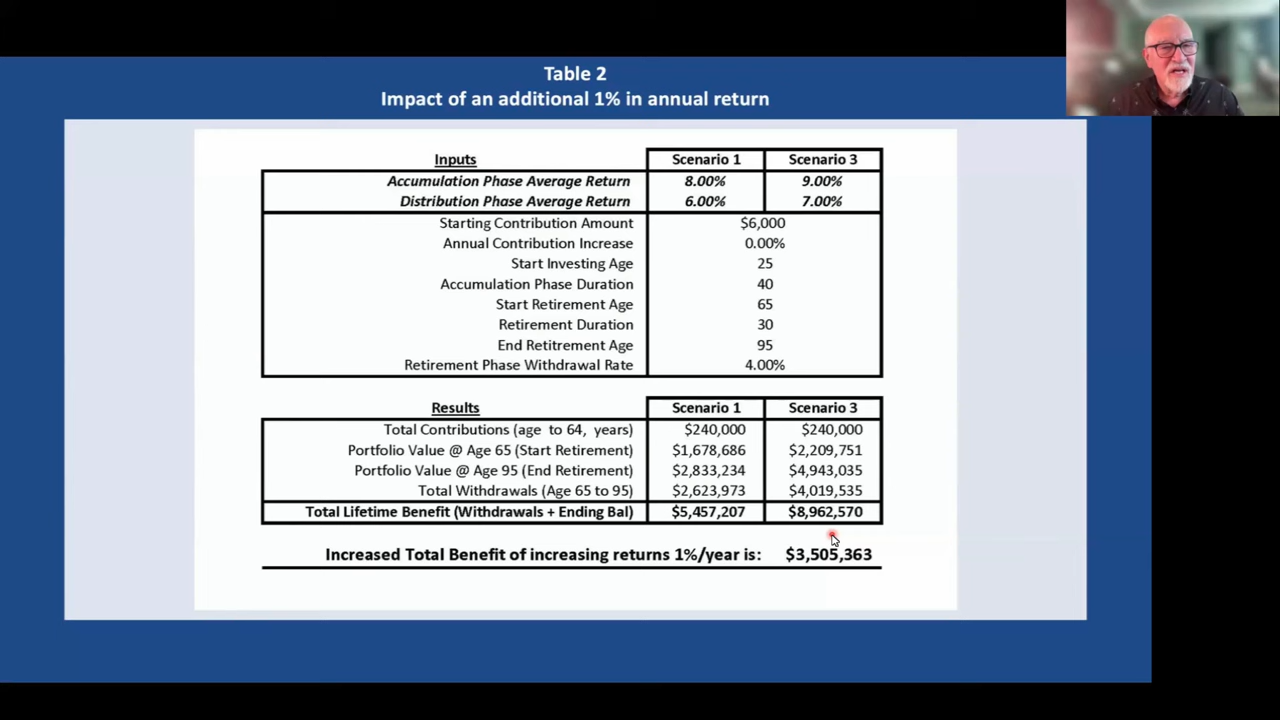 Table 2
Impact of an additional 1% in annual return
Inputs Scenario 1 Scenario 3
Accumulation Phase Average Return 8.00% 9.00%
Distribution Phase Average Return 6.00% 7.00%
Starting Contribution Amount $6,000
Annual Contribution Increase 0.00%
Start Investing Age 25
Accumulation Phase Duration 40
Start Retirement Age 65
Retirement Duration 30
End Retitrement Age 95
Retirement Phase Withdrawal Rate 4.00%
Results Scenario 1 Scenario 3
Total Contributions (age to 64, years) $240,000 $240,000
Portfolio Value @ Age 65 (Start Retirement) $1,678,686 $2,209,751
Portfolio Value @ Age 95 (End Retirement) $2,833,234 $4,943,035
Total Withdrawals (Age 65 to 95) $2,623,973 $4,019,535
Total Lifetime Benefit (Withdrawals + Ending Bal) $5,457,207 $8,962,570
Increased Total Benefit of increasing returns 1%/year is: $3,505,363